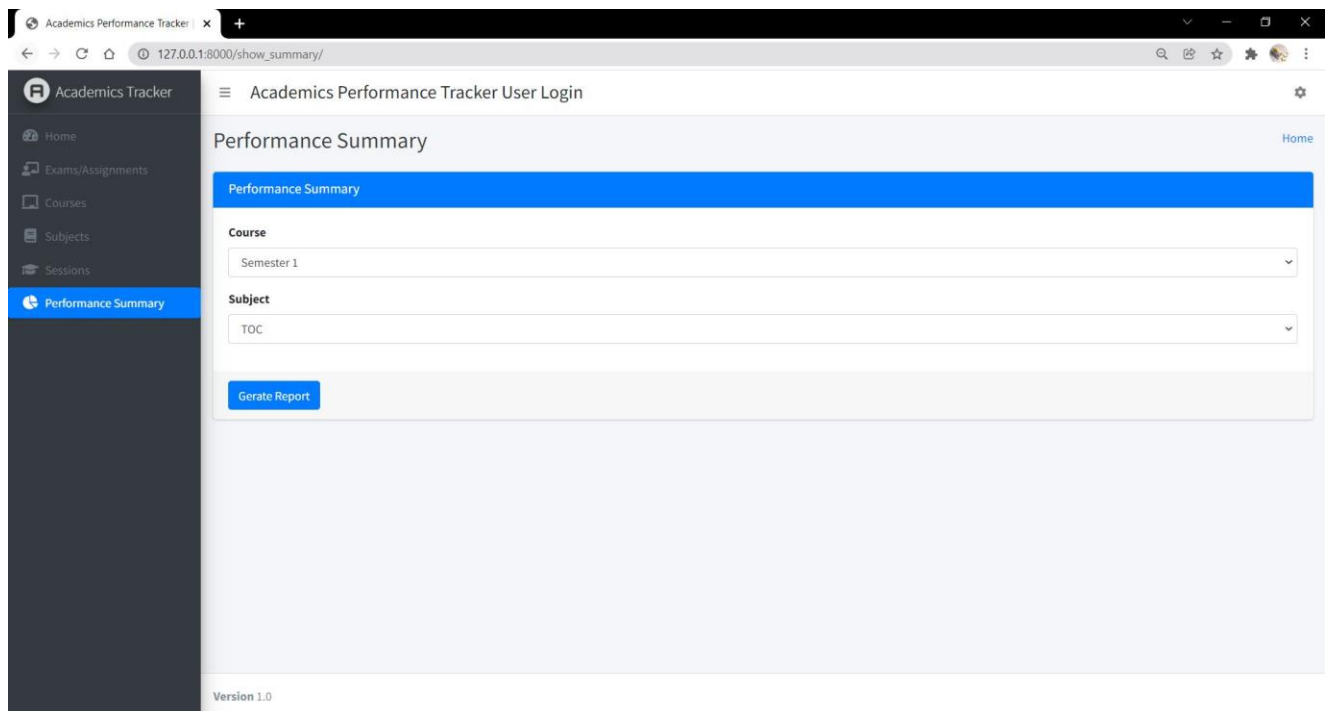 Academics Performance Tracker |
127.0.0.1:8000/show_summary/
Academics Tracker
Academics Performance Tracker User Login
Home
Exams/Assignments
Courses
Subjects
Sessions
Performance Summary
Performance Summary
Home
Performance Summary
Course
Semester 1
Subject
TOC
Gerate Report
Version 1.0